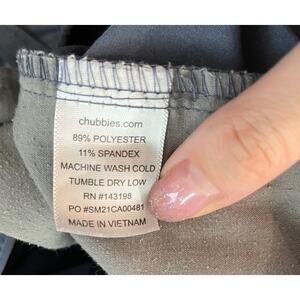 chubbies.com
89% POLYESTER
11% SPANDEX
MACHINE WASH COLD
TUMBLE DRY LOW
RN #143198
PO #SM21CA00481
MADE IN VIETNAM